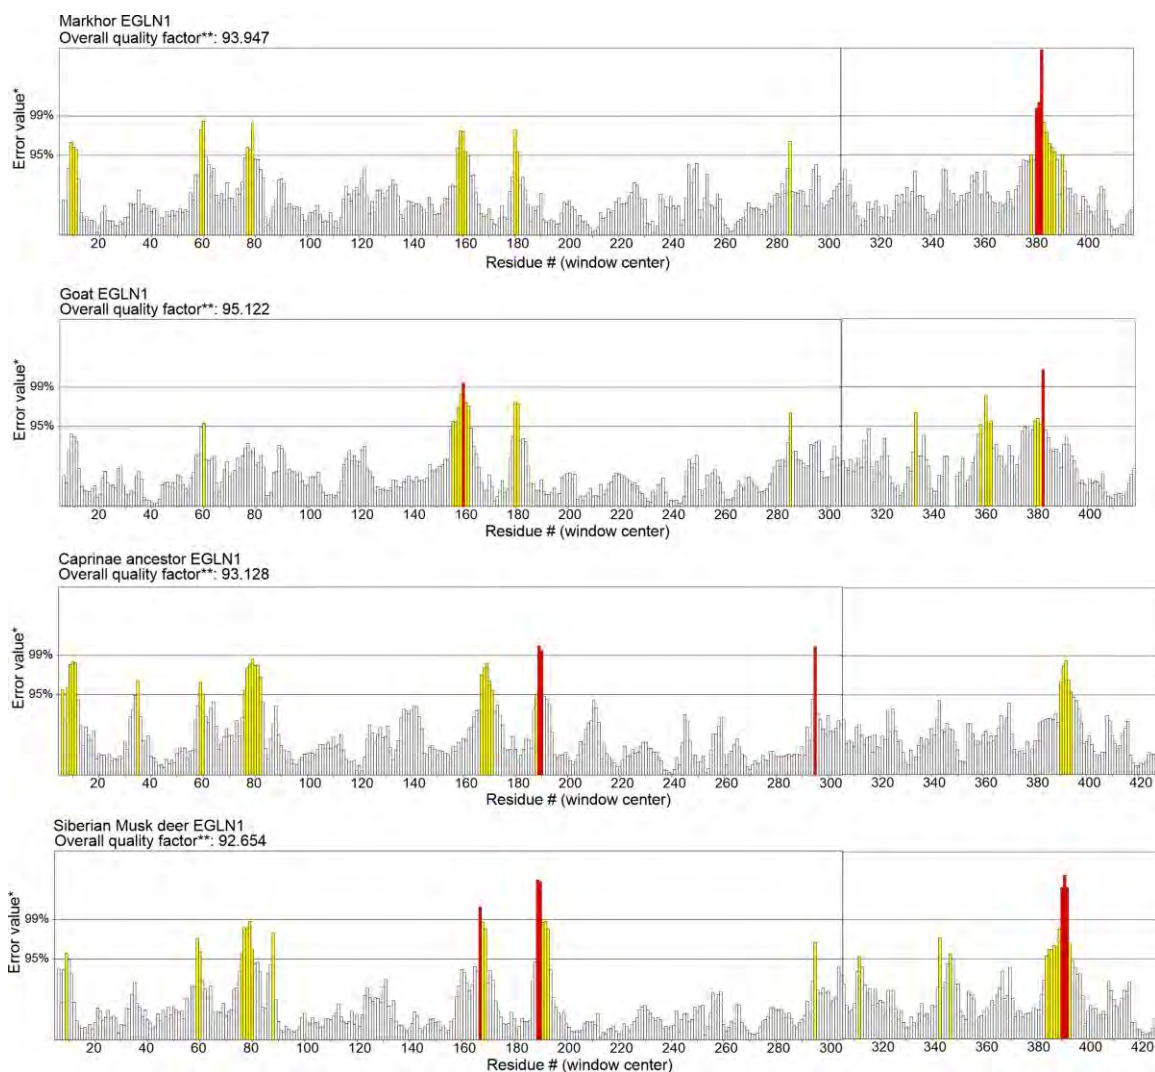 Markhor EGLN1
Overall quality factor**: 93.947
Error value*
99%
95%
20 40 60 80 100 120 140 160 180 200 220 240 260 280 300 320 340 360 380 400
Residue # (window center)
Goat EGLN1
Overall quality factor**: 95.122
Error value*
99%
95%
20 40 60 80 100 120 140 160 180 200 220 240 260 280 300 320 340 360 380 400
Residue # (window center)
Caprinae ancestor EGLN1
Overall quality factor**: 93.128
Error value*
99%
95%
20 40 60 80 100 120 140 160 180 200 220 240 260 280 300 320 340 360 380 400 420
Residue # (window center)
Siberian Musk deer EGLN1
Overall quality factor**: 92.654
Error value*
99%
95%
20 40 60 80 100 120 140 160 180 200 220 240 260 280 300 320 340 360 380 400 420
Residue # (window center)